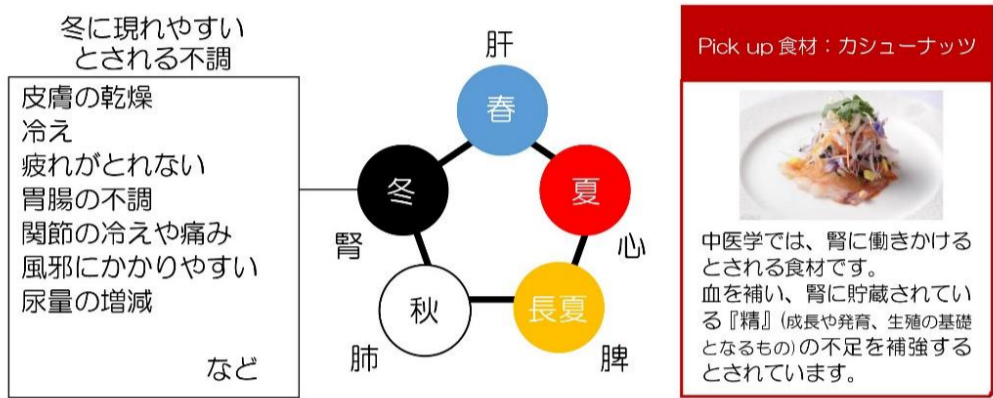 冬に現れやすい
とされる不調
皮膚の乾燥
冷え
疲れがとれない
胃腸の不調
関節の冷えや痛み
風邪にかかりやすい
尿量の増減
など
肝
春
冬
夏
腎
心
秋
長夏
肺
脾
Pick up 食材：カシューナッツ
中医学では、腎に働きかける
とされる食材です。
血を補い、腎に貯蔵されてい
る『精』(成長や発育、生殖の基礎
となるもの)の不足を補強する
とされています。